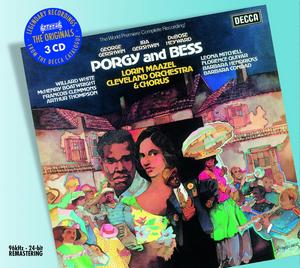 LEGENDARY RECORDINGS
FROM THE DECCA CATALOGUE
THE ORIGINALS
3 CD
The World Premiere Complete Recording!
DECCA
GEORGE
GERSHWIN
IRA
GERSHWIN
DuBOSE
HEYWARD
PORGY and BESS
LORIN MAAZEL
CLEVELAND ORCHESTRA
& CHORUS
WILLARD WHITE
McHENRY BOATWRIGHT
FRANÇOIS CLEMMONS
ARTHUR THOMPSON
LEONA MITCHELL
FLORENCE QUIVAR
BARBARA HENDRICKS
BARBARA CONRAD
96kHz - 24-bit
REMASTERING